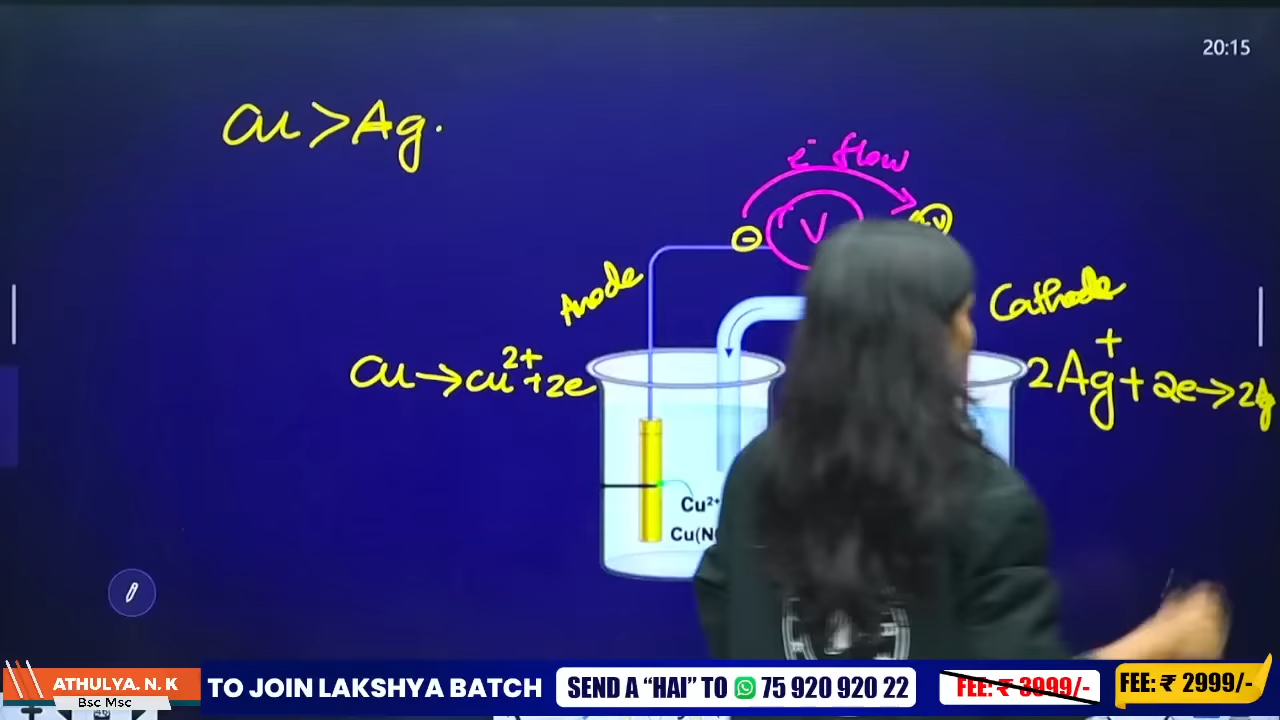 20:15
Cu > Ag.
e⁻ flow
V
−
Anode
Cathode
Cu → Cu²⁺ + 2e
2Ag⁺ + 2e → 2Ag
Cu²⁺
Cu(N
ATHULYA. N. K
Bsc Msc
TO JOIN LAKSHYA BATCH
SEND A “HAI” TO 75 920 920 22
FEE: ₹ 3999/-
FEE: ₹ 2999/-